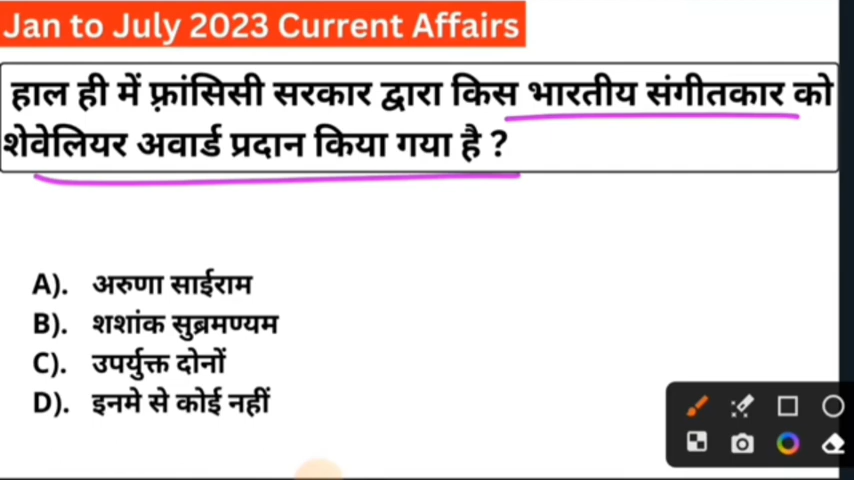 Jan to July 2023 Current Affairs
हाल ही में फ़्रांसिसी सरकार द्वारा किस भारतीय संगीतकार को
शेवेलियर अवार्ड प्रदान किया गया है ?
A). अरुणा साईराम
B). शशांक सुब्रमण्यम
C). उपर्युक्त दोनों
D). इनमे से कोई नहीं